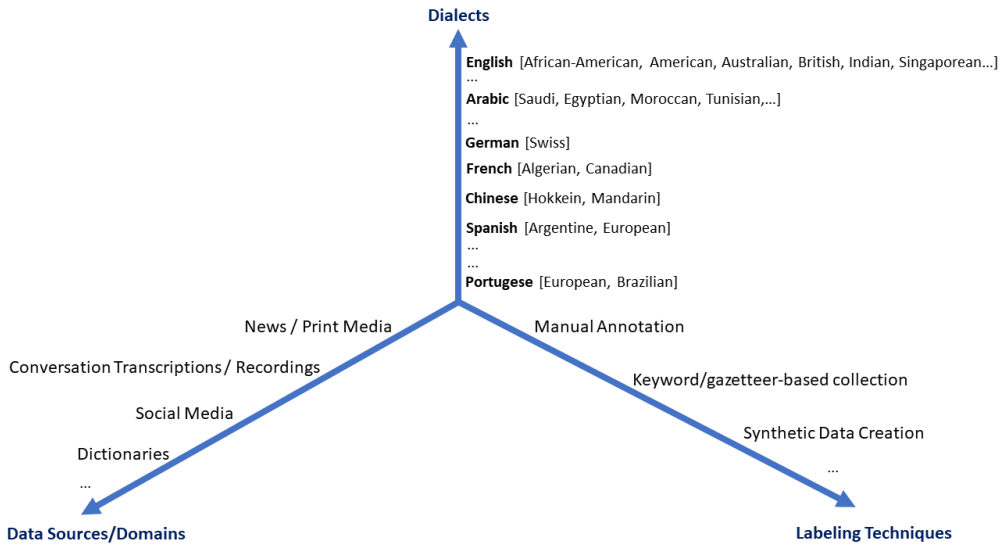 Dialects
English [African-American, American, Australian, British, Indian, Singaporean...]
...
Arabic [Saudi, Egyptian, Moroccan, Tunisian,...]
...
German [Swiss]
French [Algerian, Canadian]
Chinese [Hokkein, Mandarin]
Spanish [Argentine, European]
...
...
Portugese [European, Brazilian]
News / Print Media
Conversation Transcriptions / Recordings
Social Media
Dictionaries
...
Data Sources/Domains
Manual Annotation
Keyword/gazetteer-based collection
Synthetic Data Creation
...
Labeling Techniques